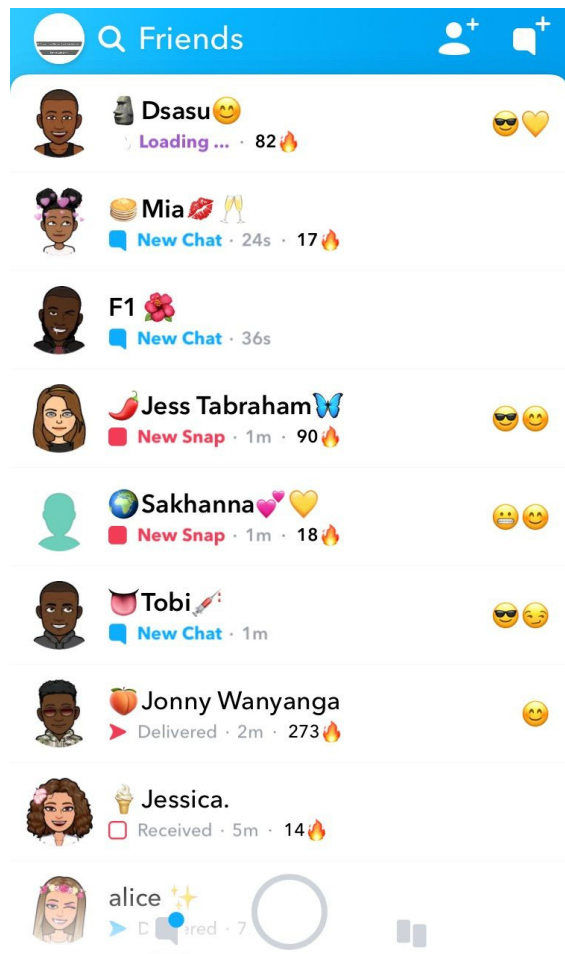 Friends
🗿Dsasu😊
Loading ... · 82🔥
🥞Mia💋🥂
New Chat · 24s · 17🔥
F1🌺
New Chat · 36s
🌶️Jess Tabraham🦋
New Snap · 1m · 90🔥
🌍Sakhanna💕💛
New Snap · 1m · 18🔥
👅Tobi💉
New Chat · 1m
🍑Jonny Wanyanga
Delivered · 2m · 273🔥
🍦Jessica.
Received · 5m · 14🔥
alice ✨